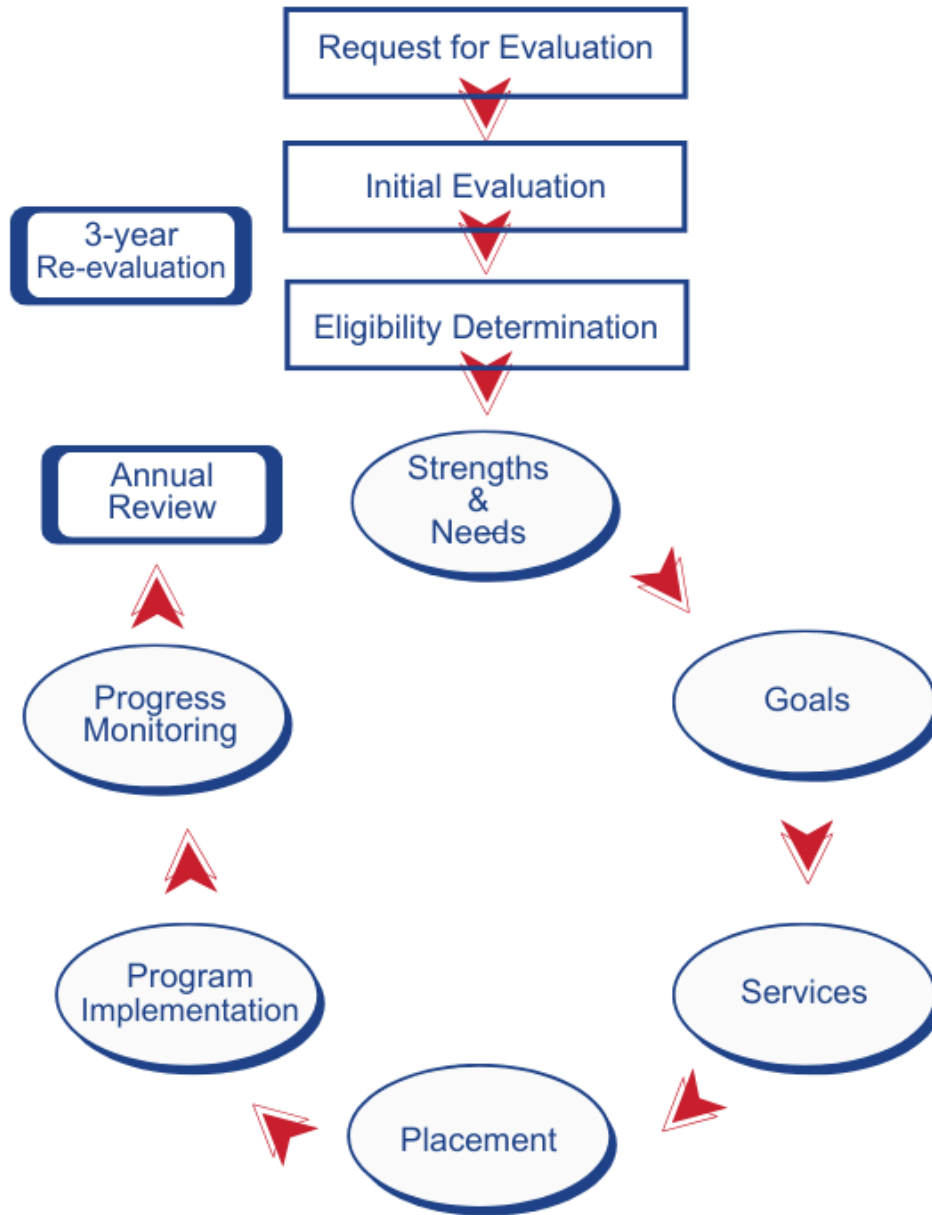 Request for Evaluation
Initial Evaluation
3-year
Re-evaluation
Eligibility Determination
Strengths
&
Needs
Annual
Review
Goals
Progress
Monitoring
Services
Program
Implementation
Placement